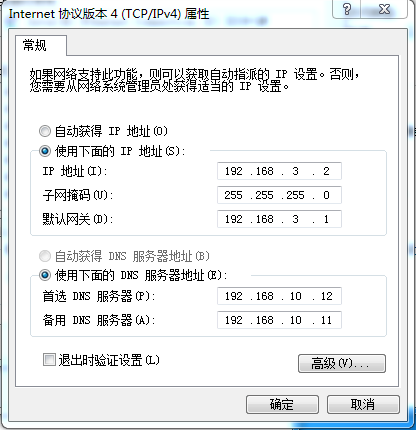 Internet 协议版本 4 (TCP/IPv4) 属性
常规
如果网络支持此功能，则可以获取自动指派的 IP 设置。否则，
您需要从网络系统管理员处获得适当的 IP 设置。
自动获得 IP 地址(O)
使用下面的 IP 地址(S):
IP 地址(I): 192 .168 . 3 . 2
子网掩码(U): 255 .255 .255 . 0
默认网关(D): 192 .168 . 3 . 1
自动获得 DNS 服务器地址(B)
使用下面的 DNS 服务器地址(E):
首选 DNS 服务器(P): 192 .168 . 10 . 12
备用 DNS 服务器(A): 192 .168 . 10 . 11
退出时验证设置(L)
高级(V)...
确定 取消